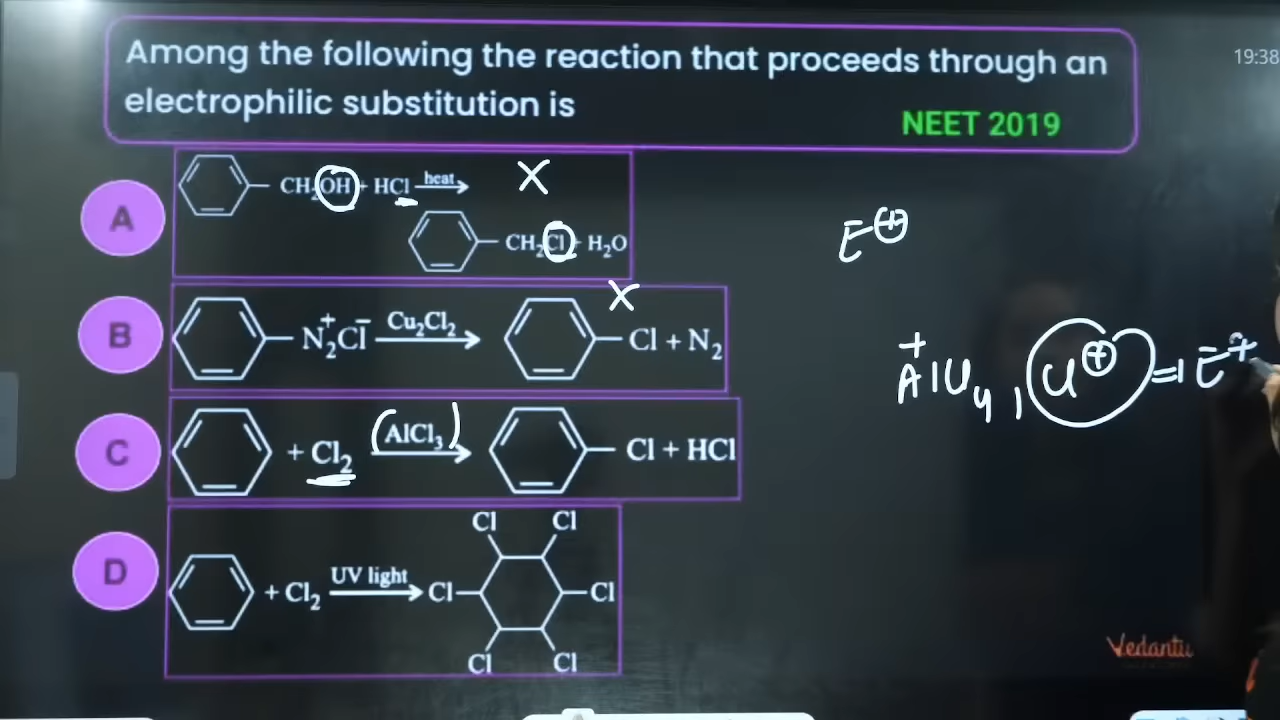 Among the following the reaction that proceeds through an
19:38
electrophilic substitution is
NEET 2019
A
CH₂OH + HCl heat X
CH₂Cl + H₂O
E⊕
B
N₂⁺Cl⁻ Cu₂Cl₂ Cl + N₂ X
C
+ Cl₂ (AlCl₃) Cl + HCl
D
+ Cl₂ UV light
Cl Cl
Cl Cl
Cl Cl
Vedantu